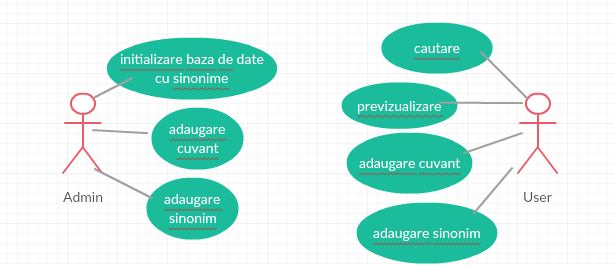 initializare baza de date
cu sinonime
adaugare
cuvant
adaugare
sinonim
Admin
cautare
previzualizare
adaugare cuvant
adaugare sinonim
User